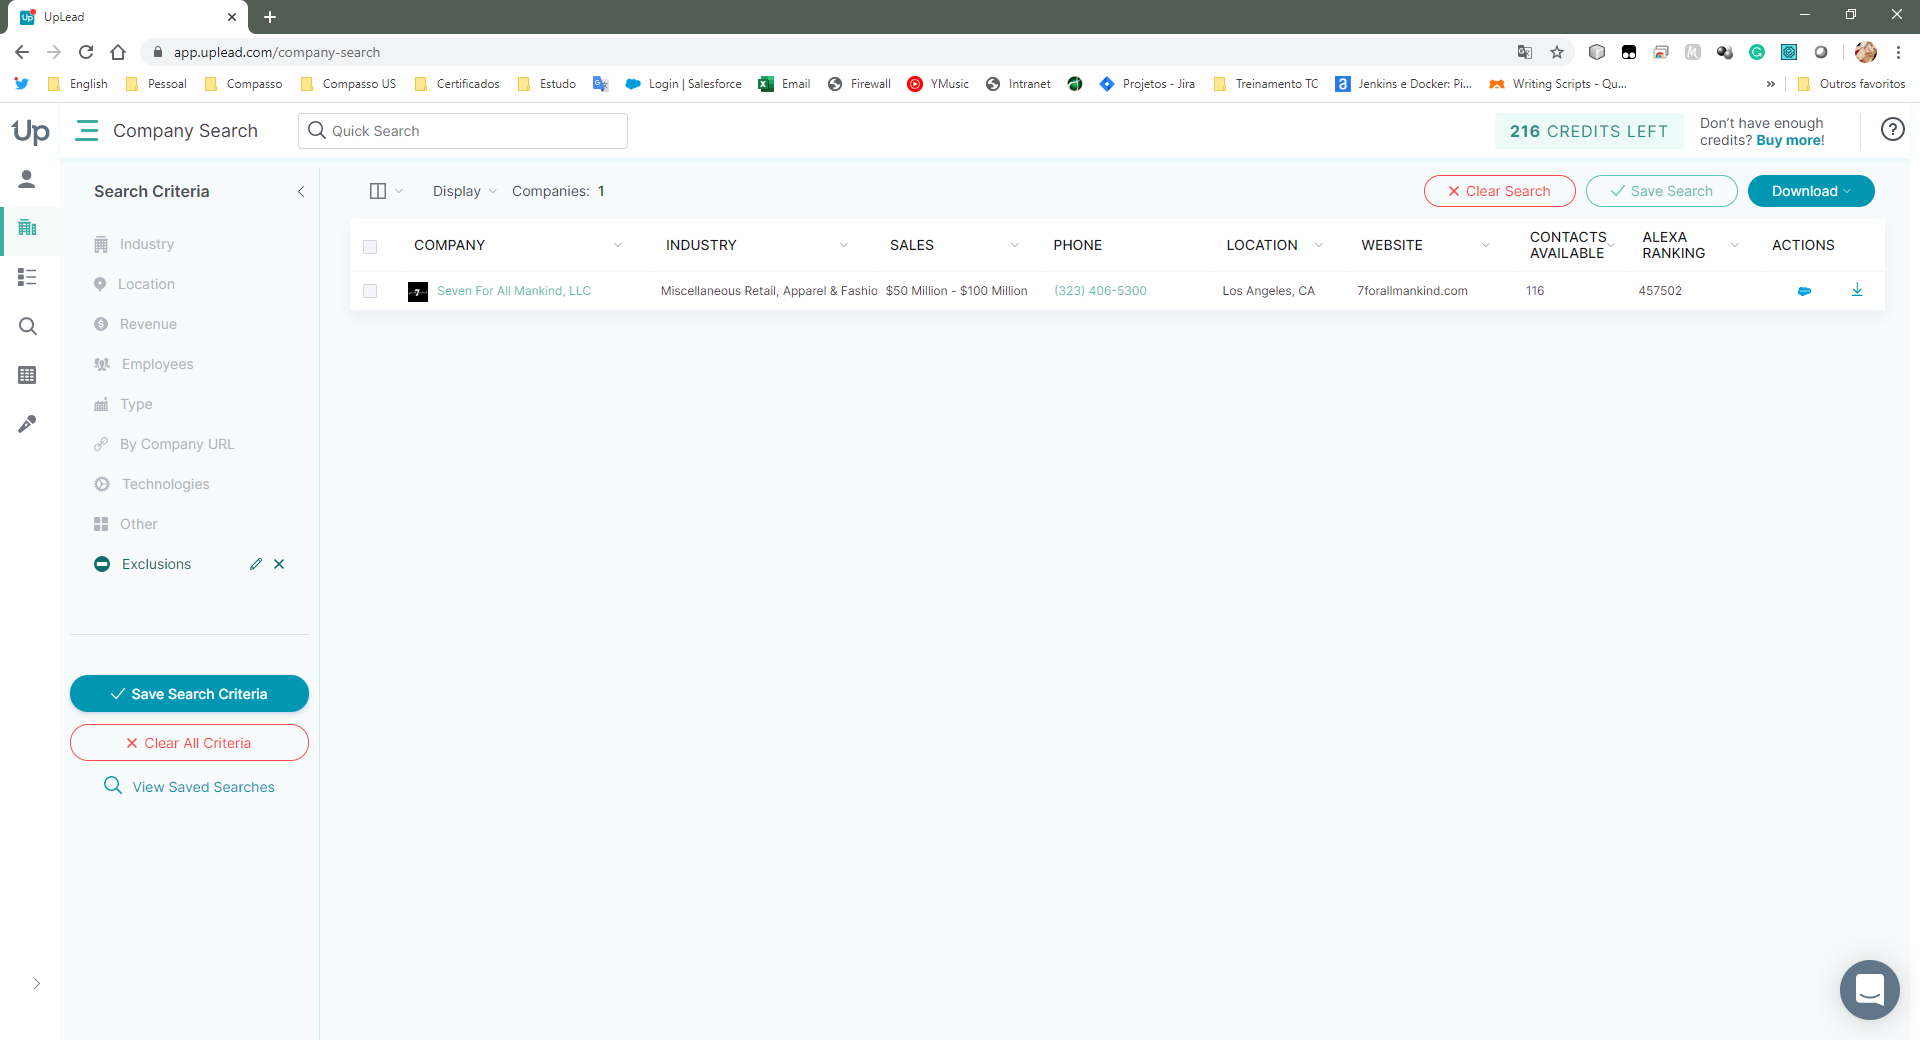 UpLead
app.uplead.com/company-search
English
Pessoal
Compasso
Compasso US
Certificados
Estudo
Login | Salesforce
Email
Firewall
YMusic
Intranet
Projetos - Jira
Treinamento TC
Jenkins e Docker: Pi...
Writing Scripts - Qu...
»
Outros favoritos
Up
Company Search
Quick Search
216 CREDITS LEFT
Don't have enough
credits? Buy more!
Search Criteria
Industry
Location
Revenue
Employees
Type
By Company URL
Technologies
Other
Exclusions
Save Search Criteria
Clear All Criteria
View Saved Searches
Display
Companies: 1
Clear Search
Save Search
Download
COMPANY
INDUSTRY
SALES
PHONE
LOCATION
WEBSITE
CONTACTS
AVAILABLE
ALEXA
RANKING
ACTIONS
Seven For All Mankind, LLC
Miscellaneous Retail, Apparel & Fashio
$50 Million - $100 Million
(323) 406-5300
Los Angeles, CA
7forallmankind.com
116
457502